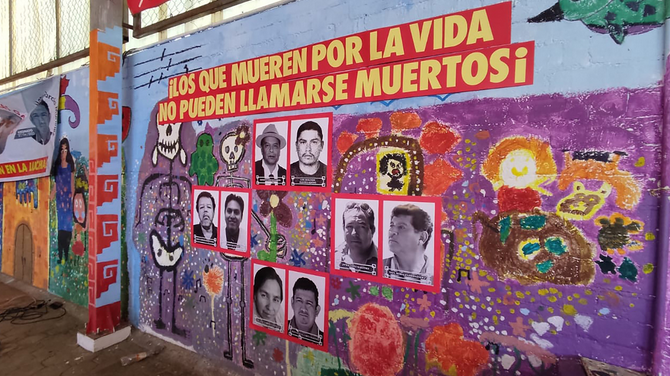 ¡LOS QUE MUEREN POR LA VIDA
NO PUEDEN LLAMARSE MUERTOS¡
EN LA LUCHA